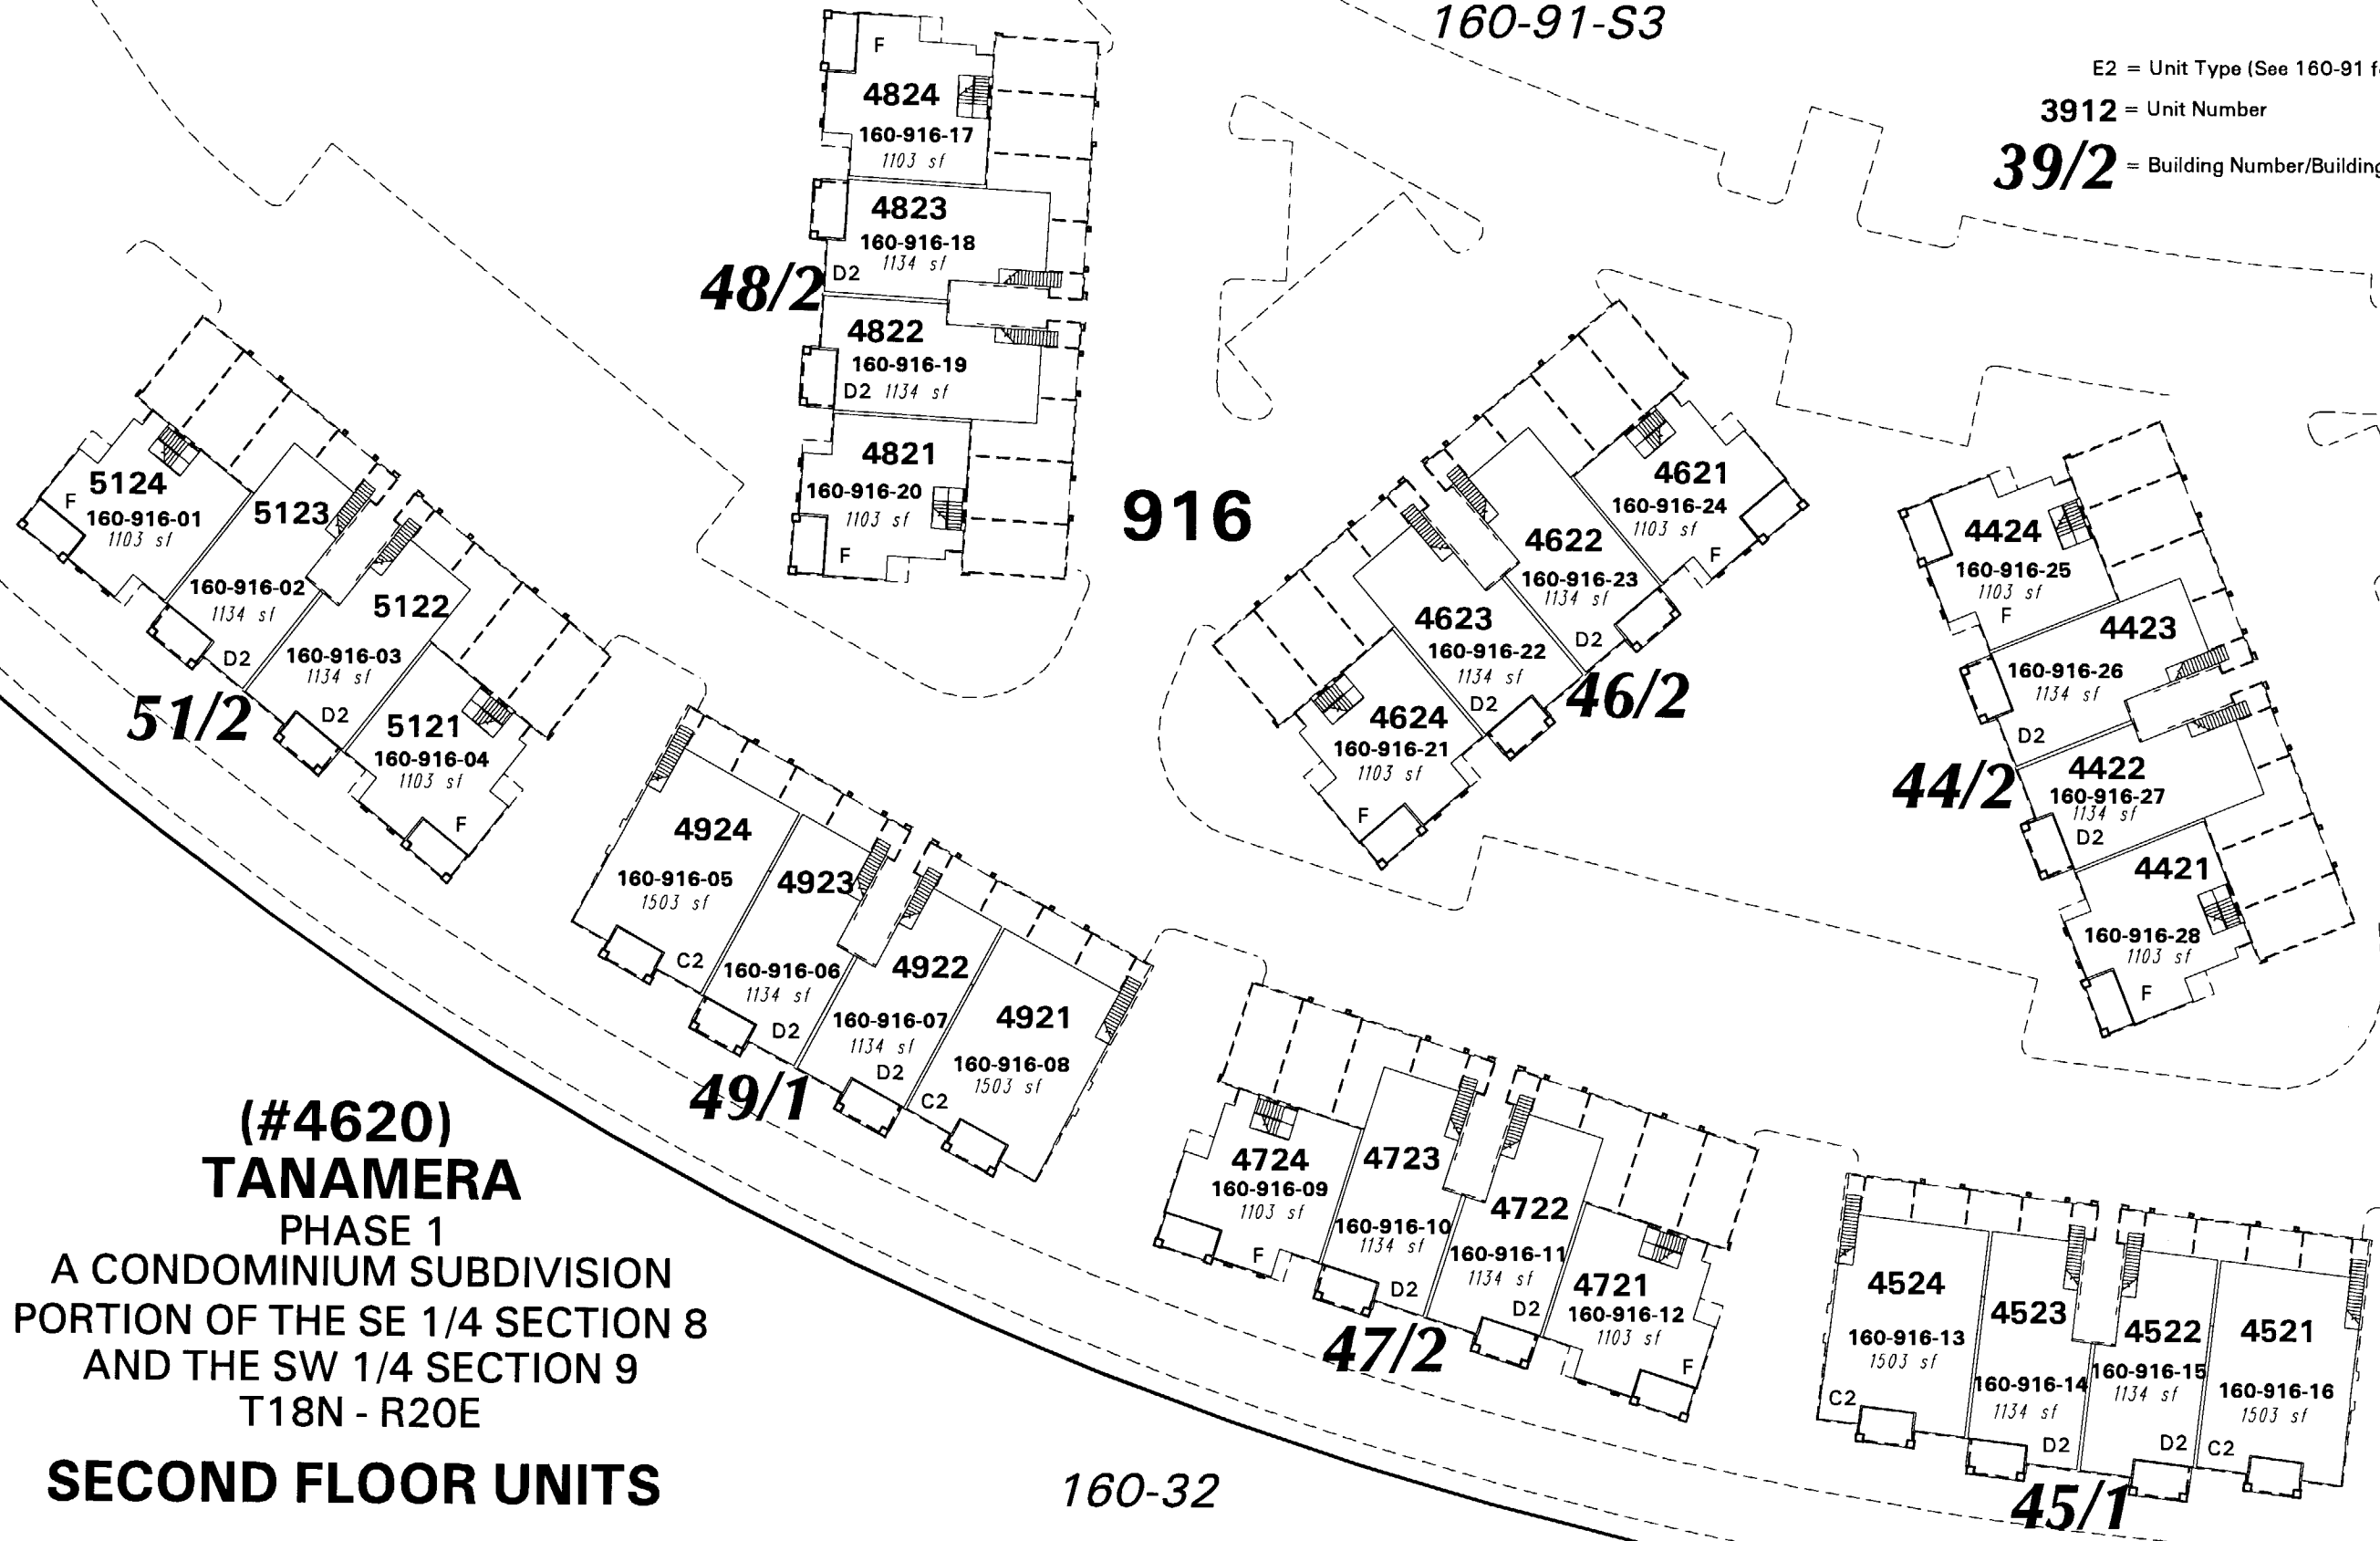 160-91-S3
E2 = Unit Type (See 160-91 f
3912 = Unit Number
39/2 = Building Number/Building
F
4824
160-916-17
1103 sf
4823
160-916-18
1134 sf
D2
48/2
4822
160-916-19
D2 1134 sf
4821
160-916-20
1103 sf
F
916
5124
F
160-916-01
1103 sf
5123
160-916-02
1134 sf
D2
5122
160-916-03
1134 sf
D2
51/2
5121
160-916-04
1103 sf
F
4621
160-916-24
1103 sf
F
4622
160-916-23
1134 sf
D2
4623
160-916-22
1134 sf
D2
46/2
4624
160-916-21
1103 sf
F
4424
160-916-25
1103 sf
F
4423
160-916-26
1134 sf
D2
44/2
4422
160-916-27
1134 sf
D2
4421
160-916-28
1103 sf
F
4924
160-916-05
1503 sf
C2
4923
160-916-06
1134 sf
D2
4922
160-916-07
1134 sf
D2
49/1
4921
160-916-08
1503 sf
C2
4724
160-916-09
1103 sf
F
4723
160-916-10
1134 sf
D2
4722
160-916-11
1134 sf
D2
47/2
4721
160-916-12
1103 sf
F
4524
160-916-13
1503 sf
C2
4523
160-916-14
1134 sf
D2
4522
160-916-15
1134 sf
D2
45/1
4521
160-916-16
1503 sf
C2
(#4620)
TANAMERA
PHASE 1
A CONDOMINIUM SUBDIVISION
PORTION OF THE SE 1/4 SECTION 8
AND THE SW 1/4 SECTION 9
T18N - R20E
SECOND FLOOR UNITS
160-32